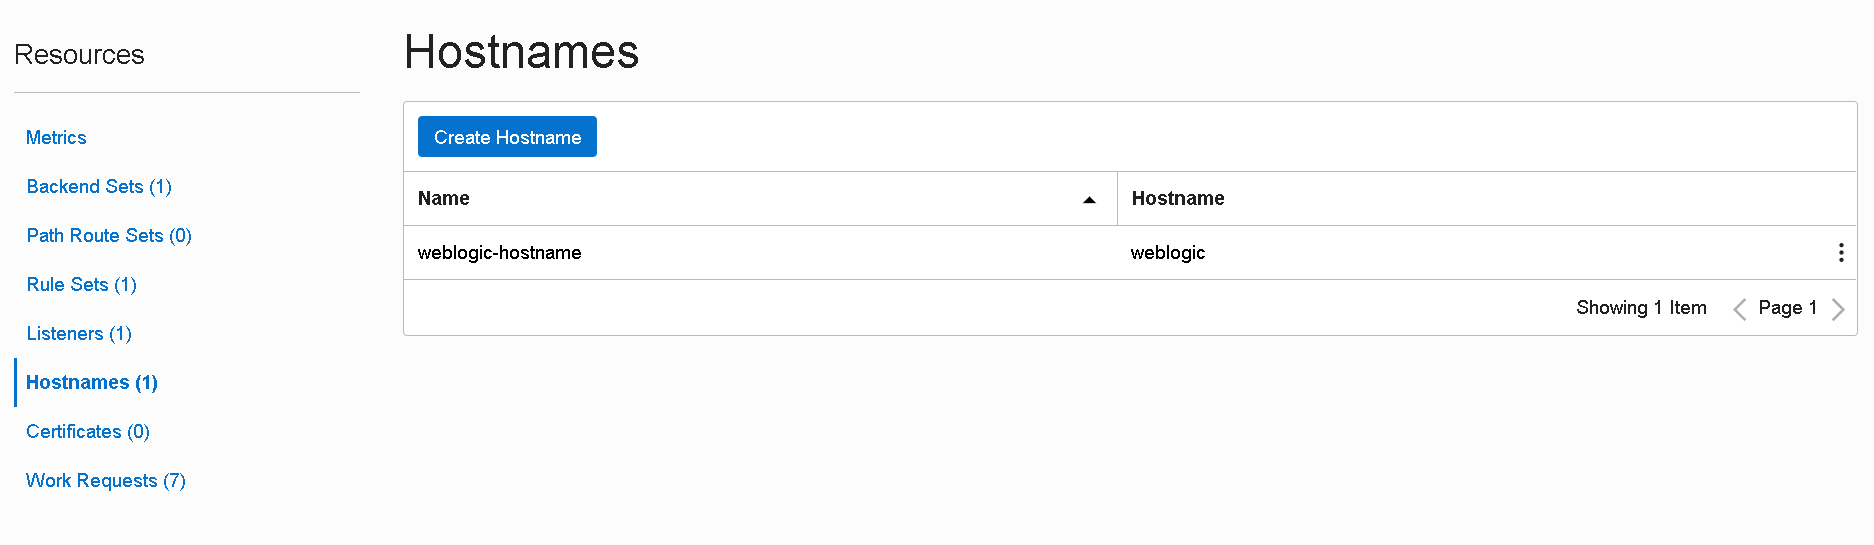 Resources
Metrics
Backend Sets (1)
Path Route Sets (0)
Rule Sets (1)
Listeners (1)
Hostnames (1)
Certificates (0)
Work Requests (7)
Hostnames
Create Hostname
Name Hostname
weblogic-hostname weblogic
Showing 1 Item Page 1